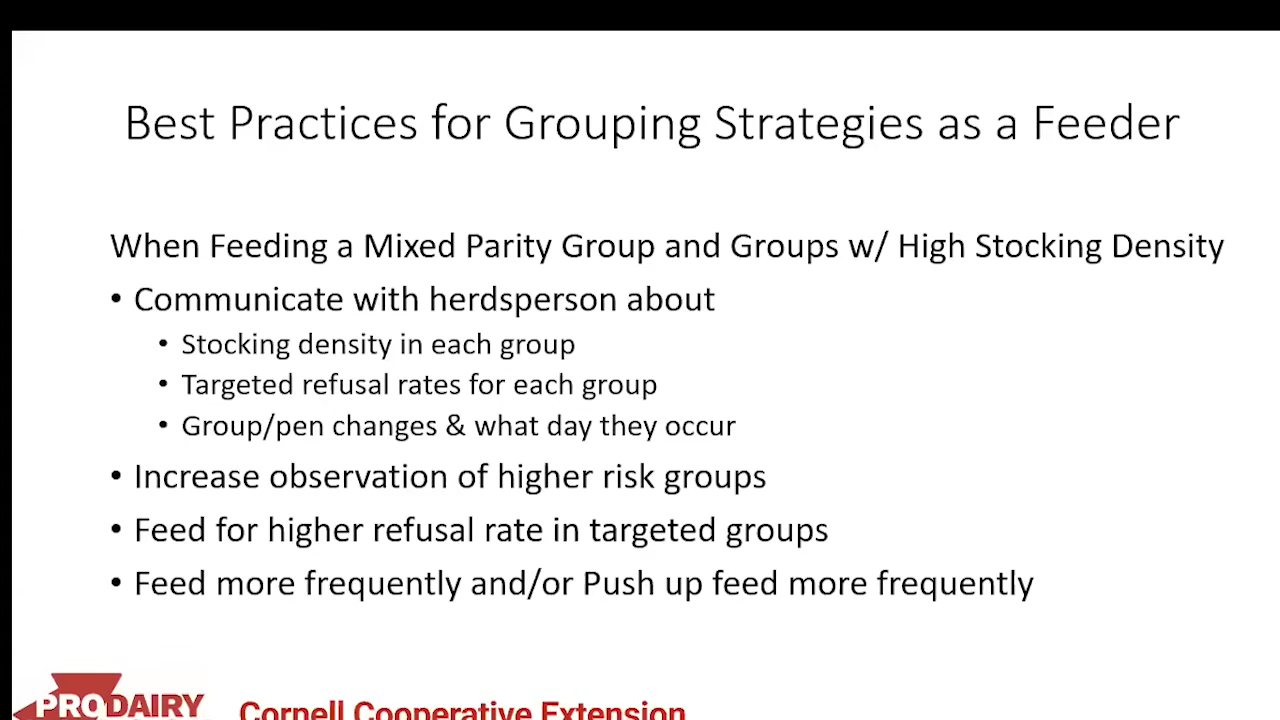 Best Practices for Grouping Strategies as a Feeder
When Feeding a Mixed Parity Group and Groups w/ High Stocking Density
• Communicate with herdsperson about
• Stocking density in each group
• Targeted refusal rates for each group
• Group/pen changes & what day they occur
• Increase observation of higher risk groups
• Feed for higher refusal rate in targeted groups
• Feed more frequently and/or Push up feed more frequently
PRODAIRY
Cornell Cooperative Extension